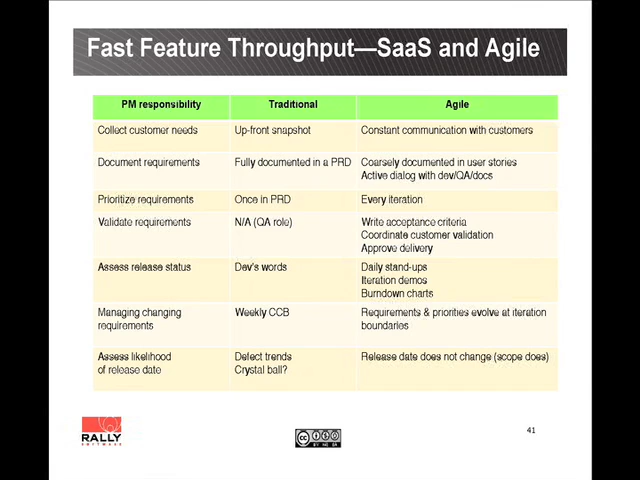 Fast Feature Throughput—SaaS and Agile
PM responsibility Traditional Agile
Collect customer needs Up-front snapshot Constant communication with customers
Document requirements Fully documented in a PRD Coarsely documented in user stories
Active dialog with dev/QA/docs
Prioritize requirements Once in PRD Every iteration
Validate requirements N/A (QA role) Write acceptance criteria
Coordinate customer validation
Approve delivery
Assess release status Dev's words Daily stand-ups
Iteration demos
Burndown charts
Managing changing Weekly CCB Requirements & priorities evolve at iteration
requirements boundaries
Assess likelihood Defect trends Release date does not change (scope does)
of release date Crystal ball?
RALLY
SOFTWARE
cc
BY NC SA
41